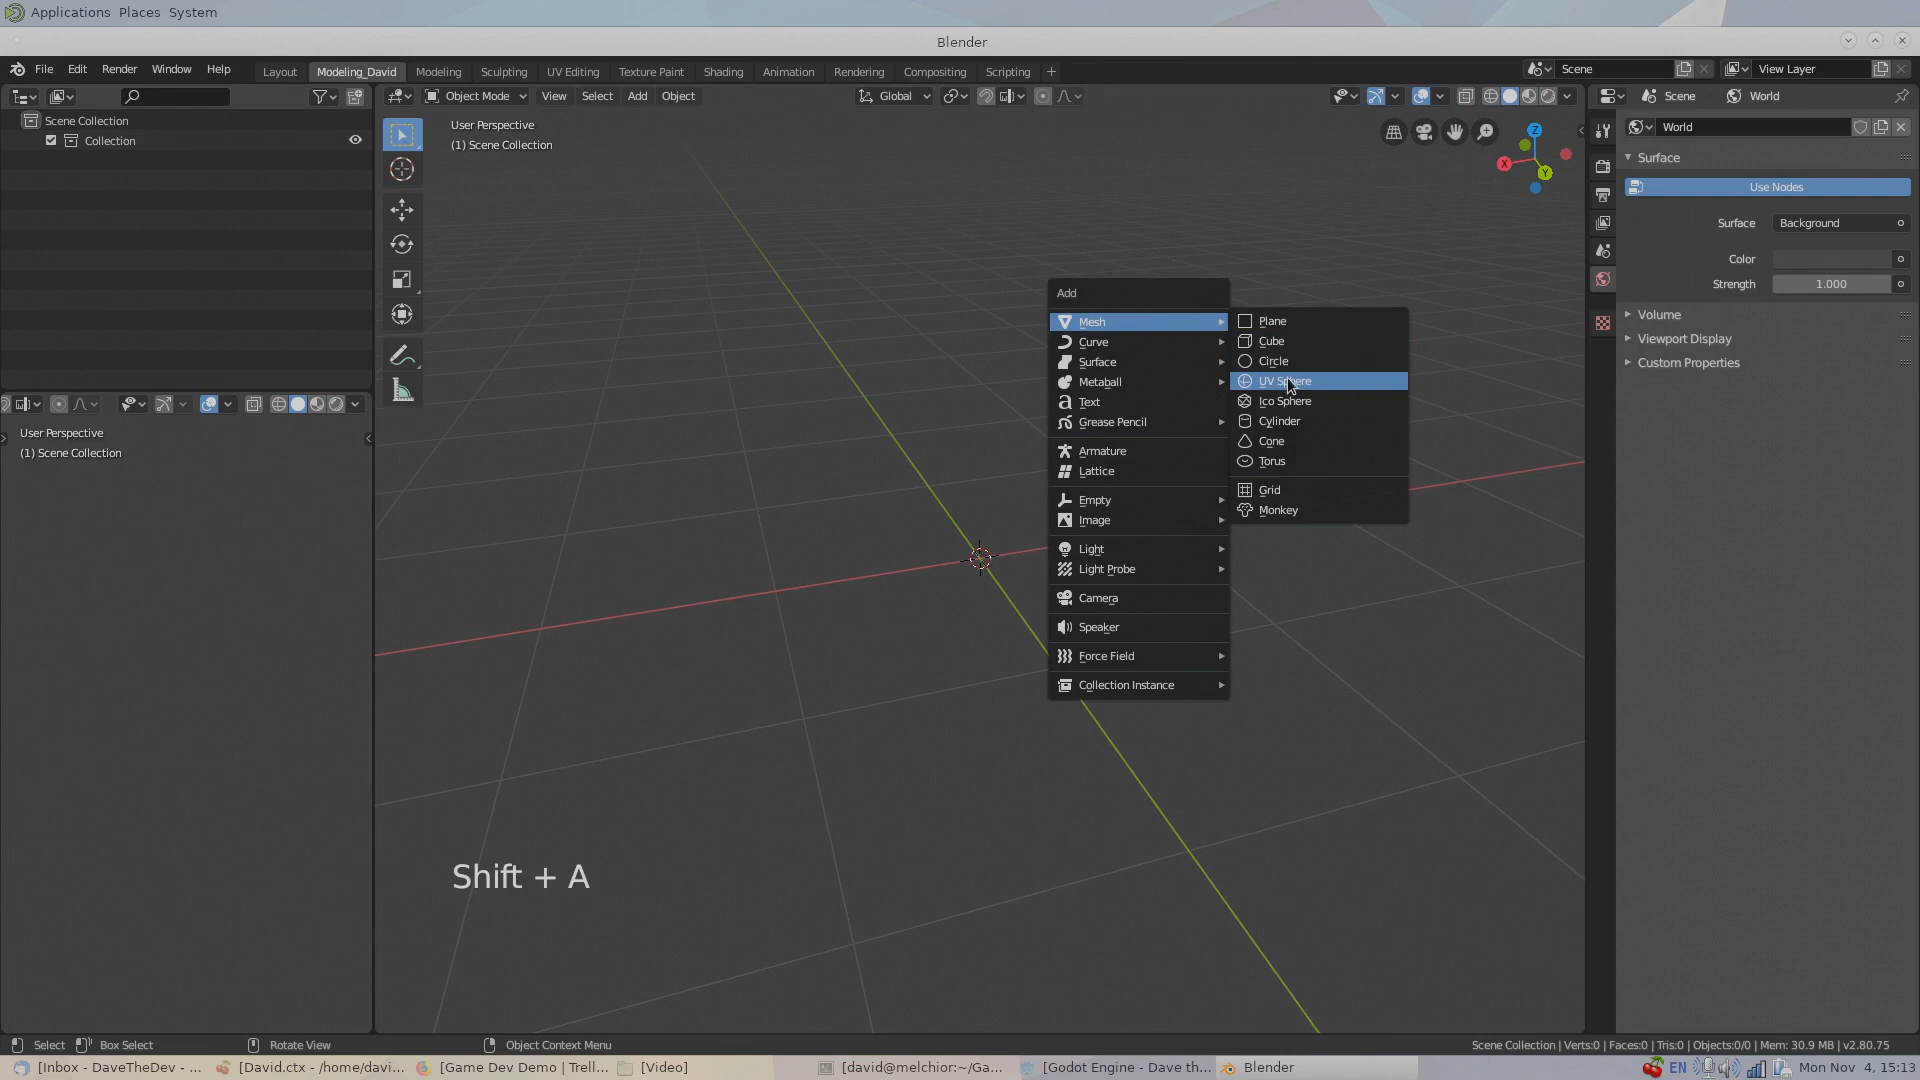 Applications Places System
Blender
File Edit Render Window Help
Layout Modeling_David Modeling Sculpting UV Editing Texture Paint Shading Animation Rendering Compositing Scripting +
Scene View Layer
Object Mode View Select Add Object
Global
Scene World
Scene Collection
Collection
User Perspective
(1) Scene Collection
Z
X
Y
World
Surface
Use Nodes
Surface Background
Color
Strength 1.000
Volume
Viewport Display
Custom Properties
Add
Mesh
Curve
Surface
Metaball
Text
Grease Pencil
Armature
Lattice
Empty
Image
Light
Light Probe
Camera
Speaker
Force Field
Collection Instance
Plane
Cube
Circle
UV Sphere
Ico Sphere
Cylinder
Cone
Torus
Grid
Monkey
User Perspective
(1) Scene Collection
Shift + A
Select Box Select Rotate View Object Context Menu
Scene Collection | Verts:0 | Faces:0 | Tris:0 | Objects:0/0 | Mem: 30.9 MB | v2.80.75
[Inbox - DaveTheDev - ... [David.ctx - /home/davi... [Game Dev Demo | Trell... [Video] [david@melchior:~/Ga... [Godot Engine - Dave th... Blender EN Mon Nov 4, 15:13